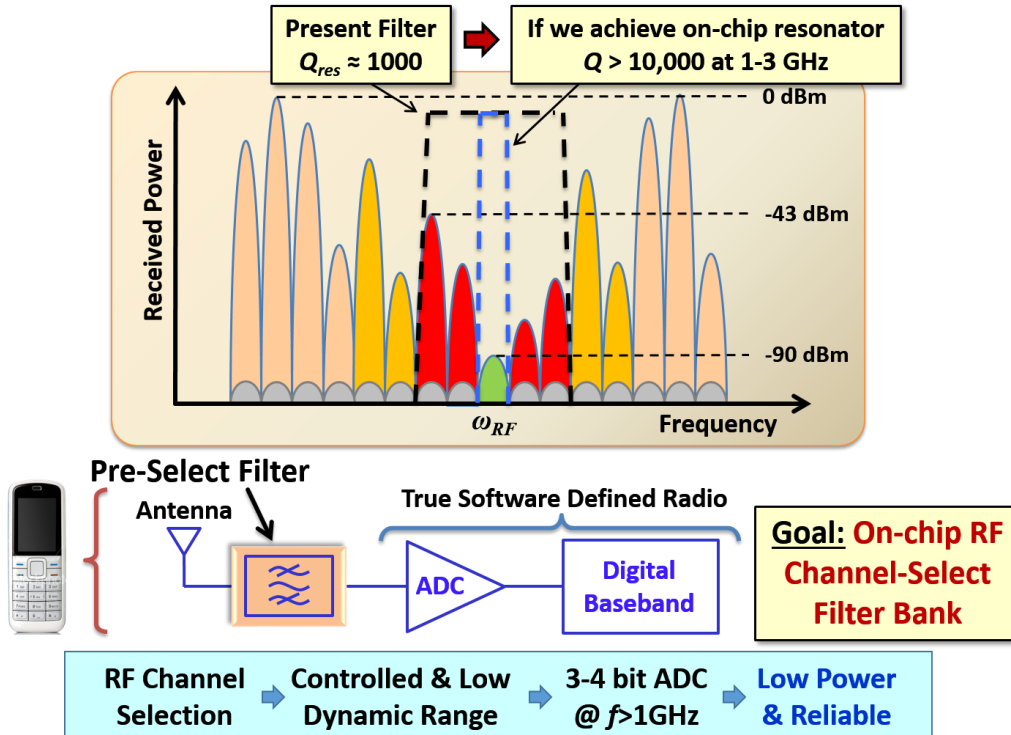 Present Filter
Q_res ≈ 1000
If we achieve on-chip resonator
Q > 10,000 at 1-3 GHz
0 dBm
-43 dBm
-90 dBm
Received Power
ω_RF
Frequency
Pre-Select Filter
Antenna
True Software Defined Radio
ADC
Digital
Baseband
Goal: On-chip RF
Channel-Select
Filter Bank
RF Channel
Selection
Controlled & Low
Dynamic Range
3-4 bit ADC
@ f>1GHz
Low Power
& Reliable